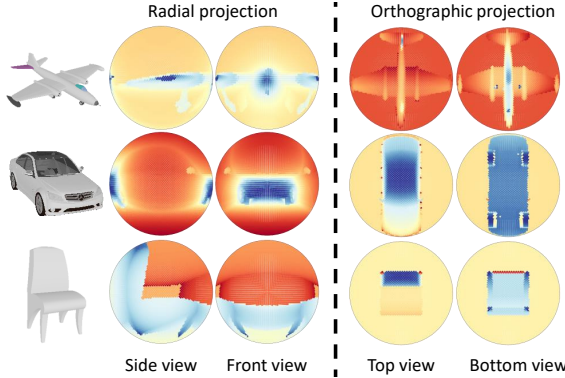 Radial projection
Orthographic projection
Side view
Front view
Top view
Bottom view